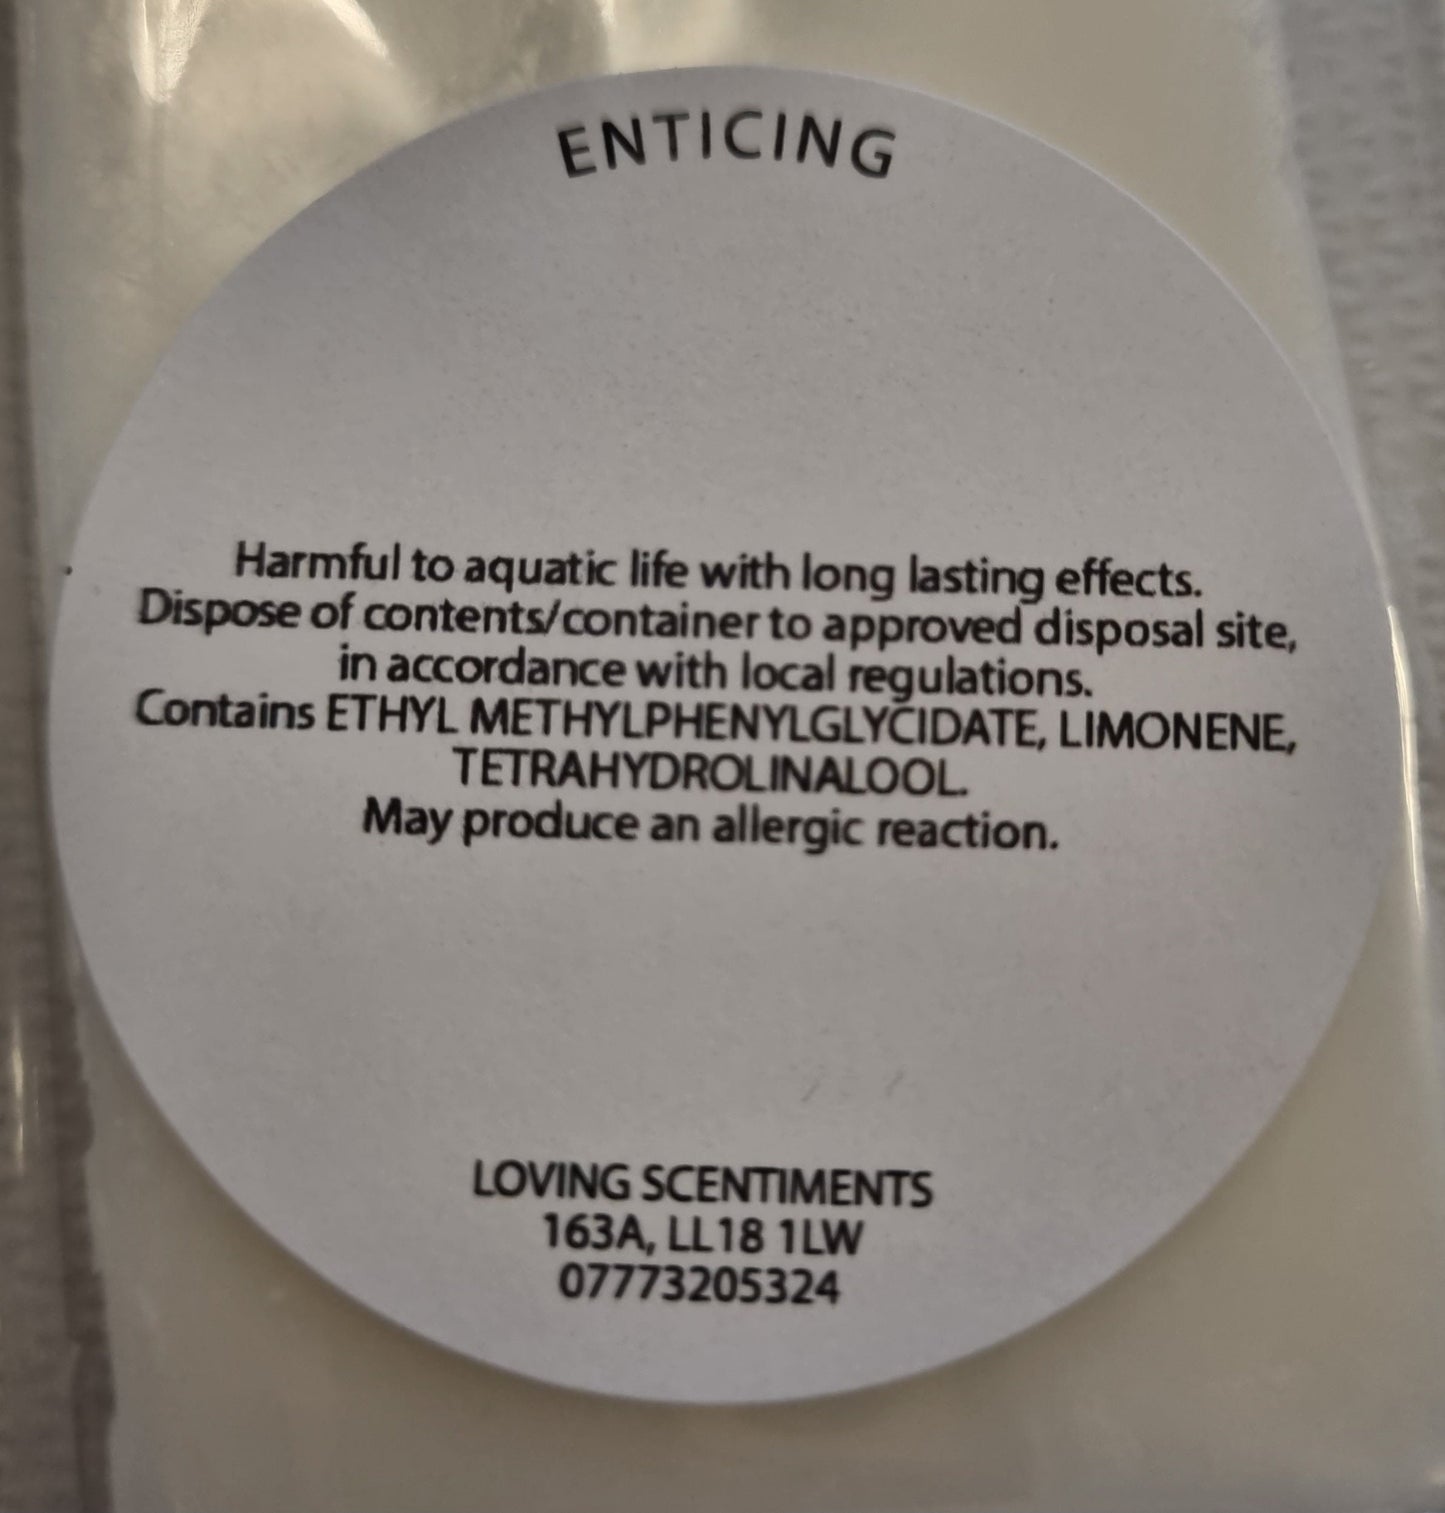 ENTICING
Harmful to aquatic life with long lasting effects.
Dispose of contents/container to approved disposal site,
in accordance with local regulations.
Contains ETHYL METHYLPHENYLGLYCIDATE, LIMONENE,
TETRAHYDROLINALOOL.
May produce an allergic reaction.
LOVING SCENTIMENTS
163A, LL18 1LW
07773205324